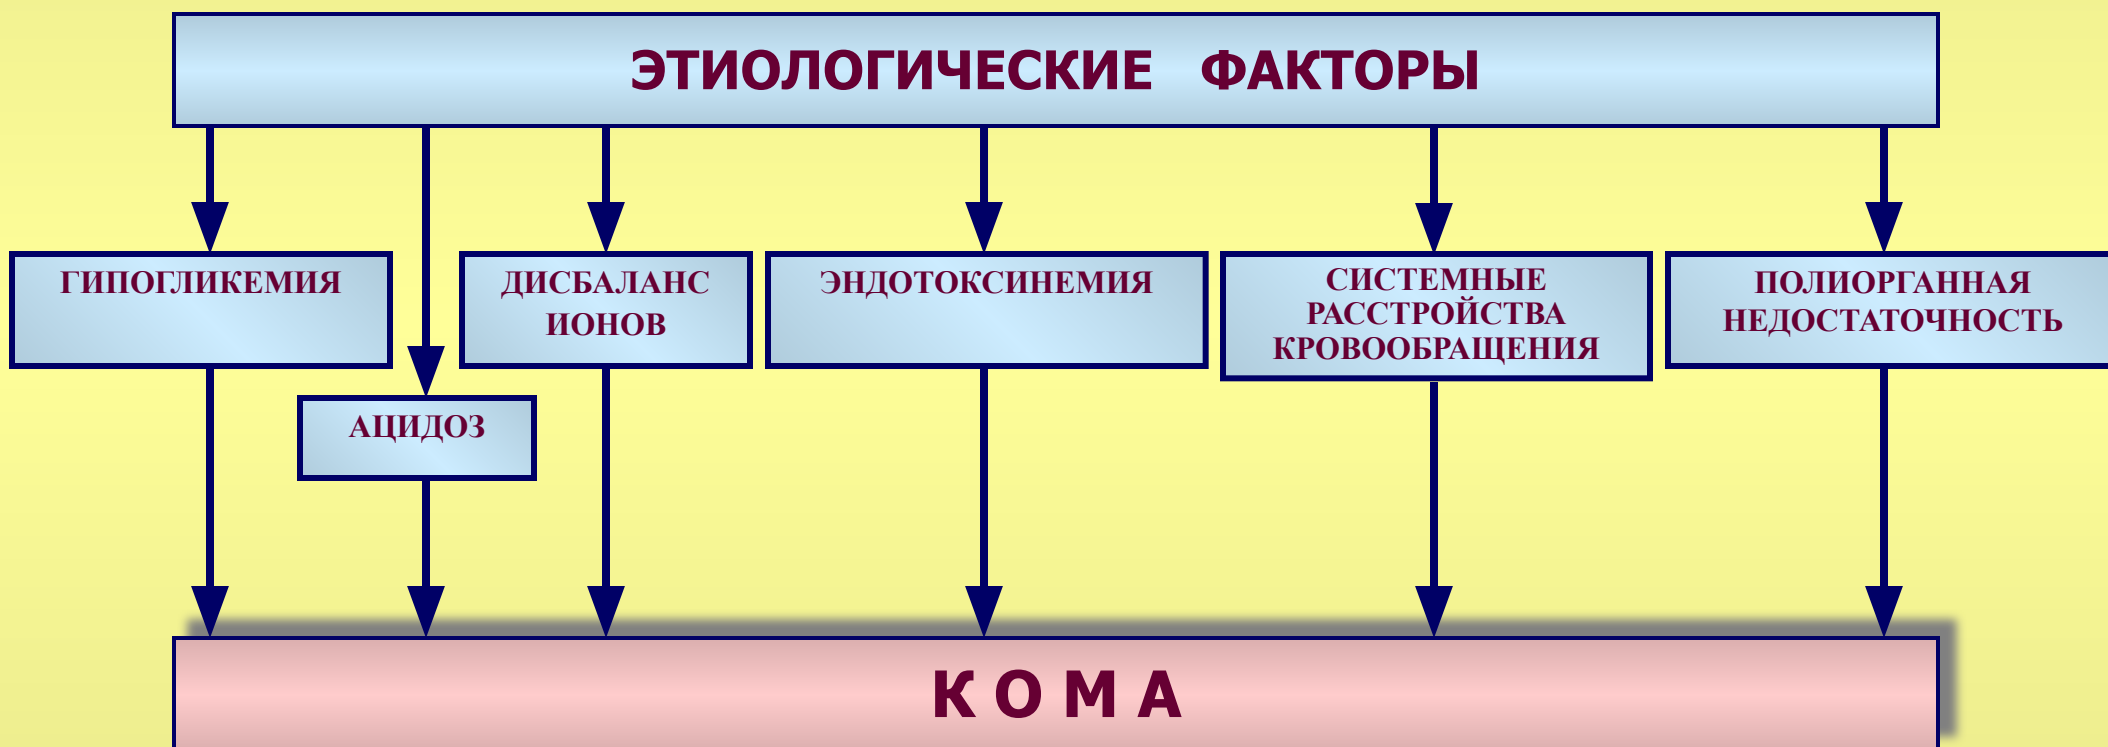 ЭТИОЛОГИЧЕСКИЕ ФАКТОРЫ
ГИПОГЛИКЕМИЯ
ДИСБАЛАНС
ИОНОВ
ЭНДОТОКСИНЕМИЯ
СИСТЕМНЫЕ
РАССТРОЙСТВА
КРОВООБРАЩЕНИЯ
ПОЛИОРГАННАЯ
НЕДОСТАТОЧНОСТЬ
АЦИДОЗ
К О М А